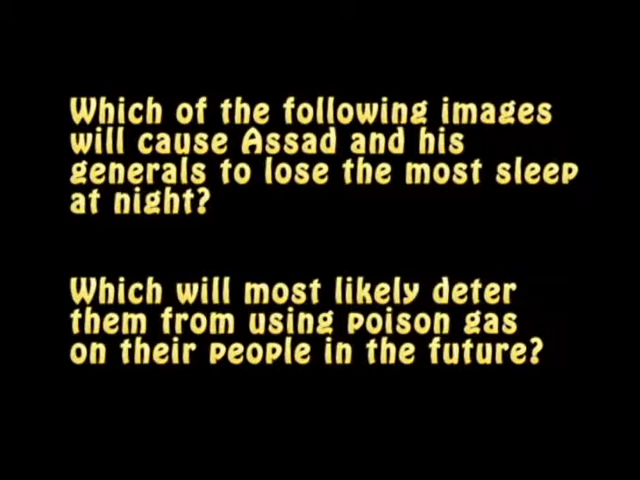 Which of the following images
will cause Assad and his
generals to lose the most sleep
at night?
Which will most likely deter
them from using poison gas
on their people in the future?